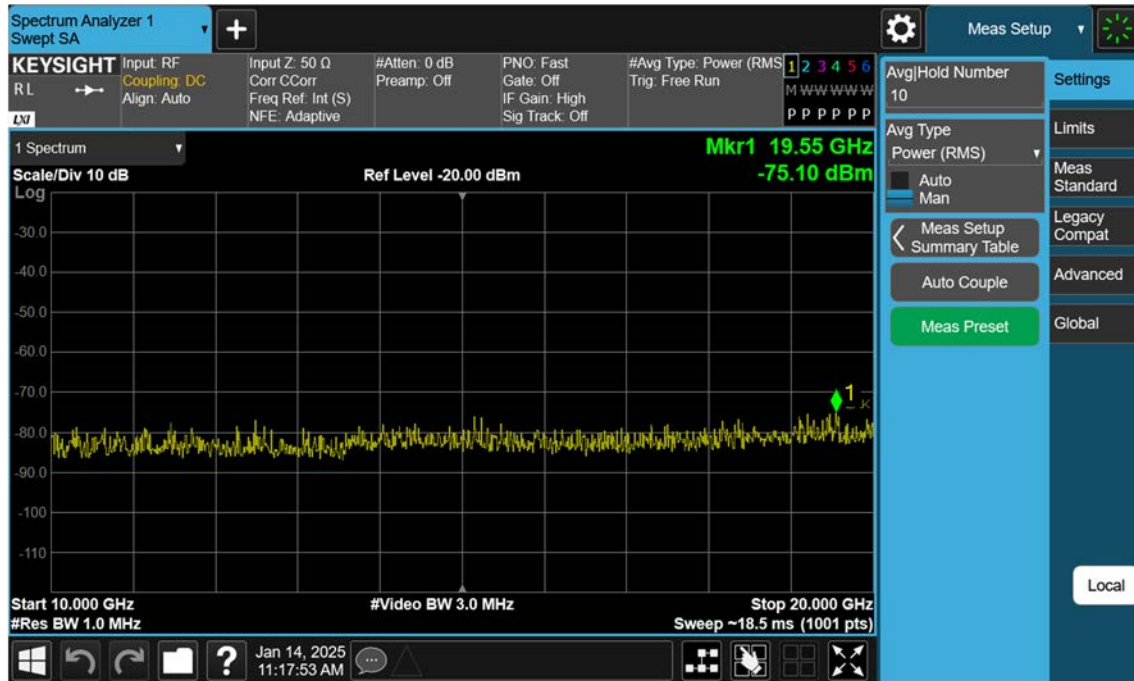 Spectrum Analyzer 1
Swept SA
Meas Setup
KEYSIGHT
R L
LXI
Input: RF
Coupling: DC
Align: Auto
Input Z: 50 Ω
Corr CCorr
Freq Ref: Int (S)
NFE: Adaptive
#Atten: 0 dB
Preamp: Off
PNO: Fast
Gate: Off
IF Gain: High
Sig Track: Off
#Avg Type: Power (RMS
Trig: Free Run
1 2 3 4 5 6
M W W W W W
P P P P P P
1 Spectrum
Mkr1 19.55 GHz
-75.10 dBm
Scale/Div 10 dB
Ref Level -20.00 dBm
Log
-30.0
-40.0
-50.0
-60.0
-70.0
-80.0
-90.0
-100
-110
1
Start 10.000 GHz
#Video BW 3.0 MHz
Stop 20.000 GHz
#Res BW 1.0 MHz
Sweep ~18.5 ms (1001 pts)
Avg|Hold Number
10
Avg Type
Power (RMS)
Auto
Man
Meas Setup
Summary Table
Auto Couple
Meas Preset
Settings
Limits
Meas
Standard
Legacy
Compat
Advanced
Global
Local
?
Jan 14, 2025
11:17:53 AM